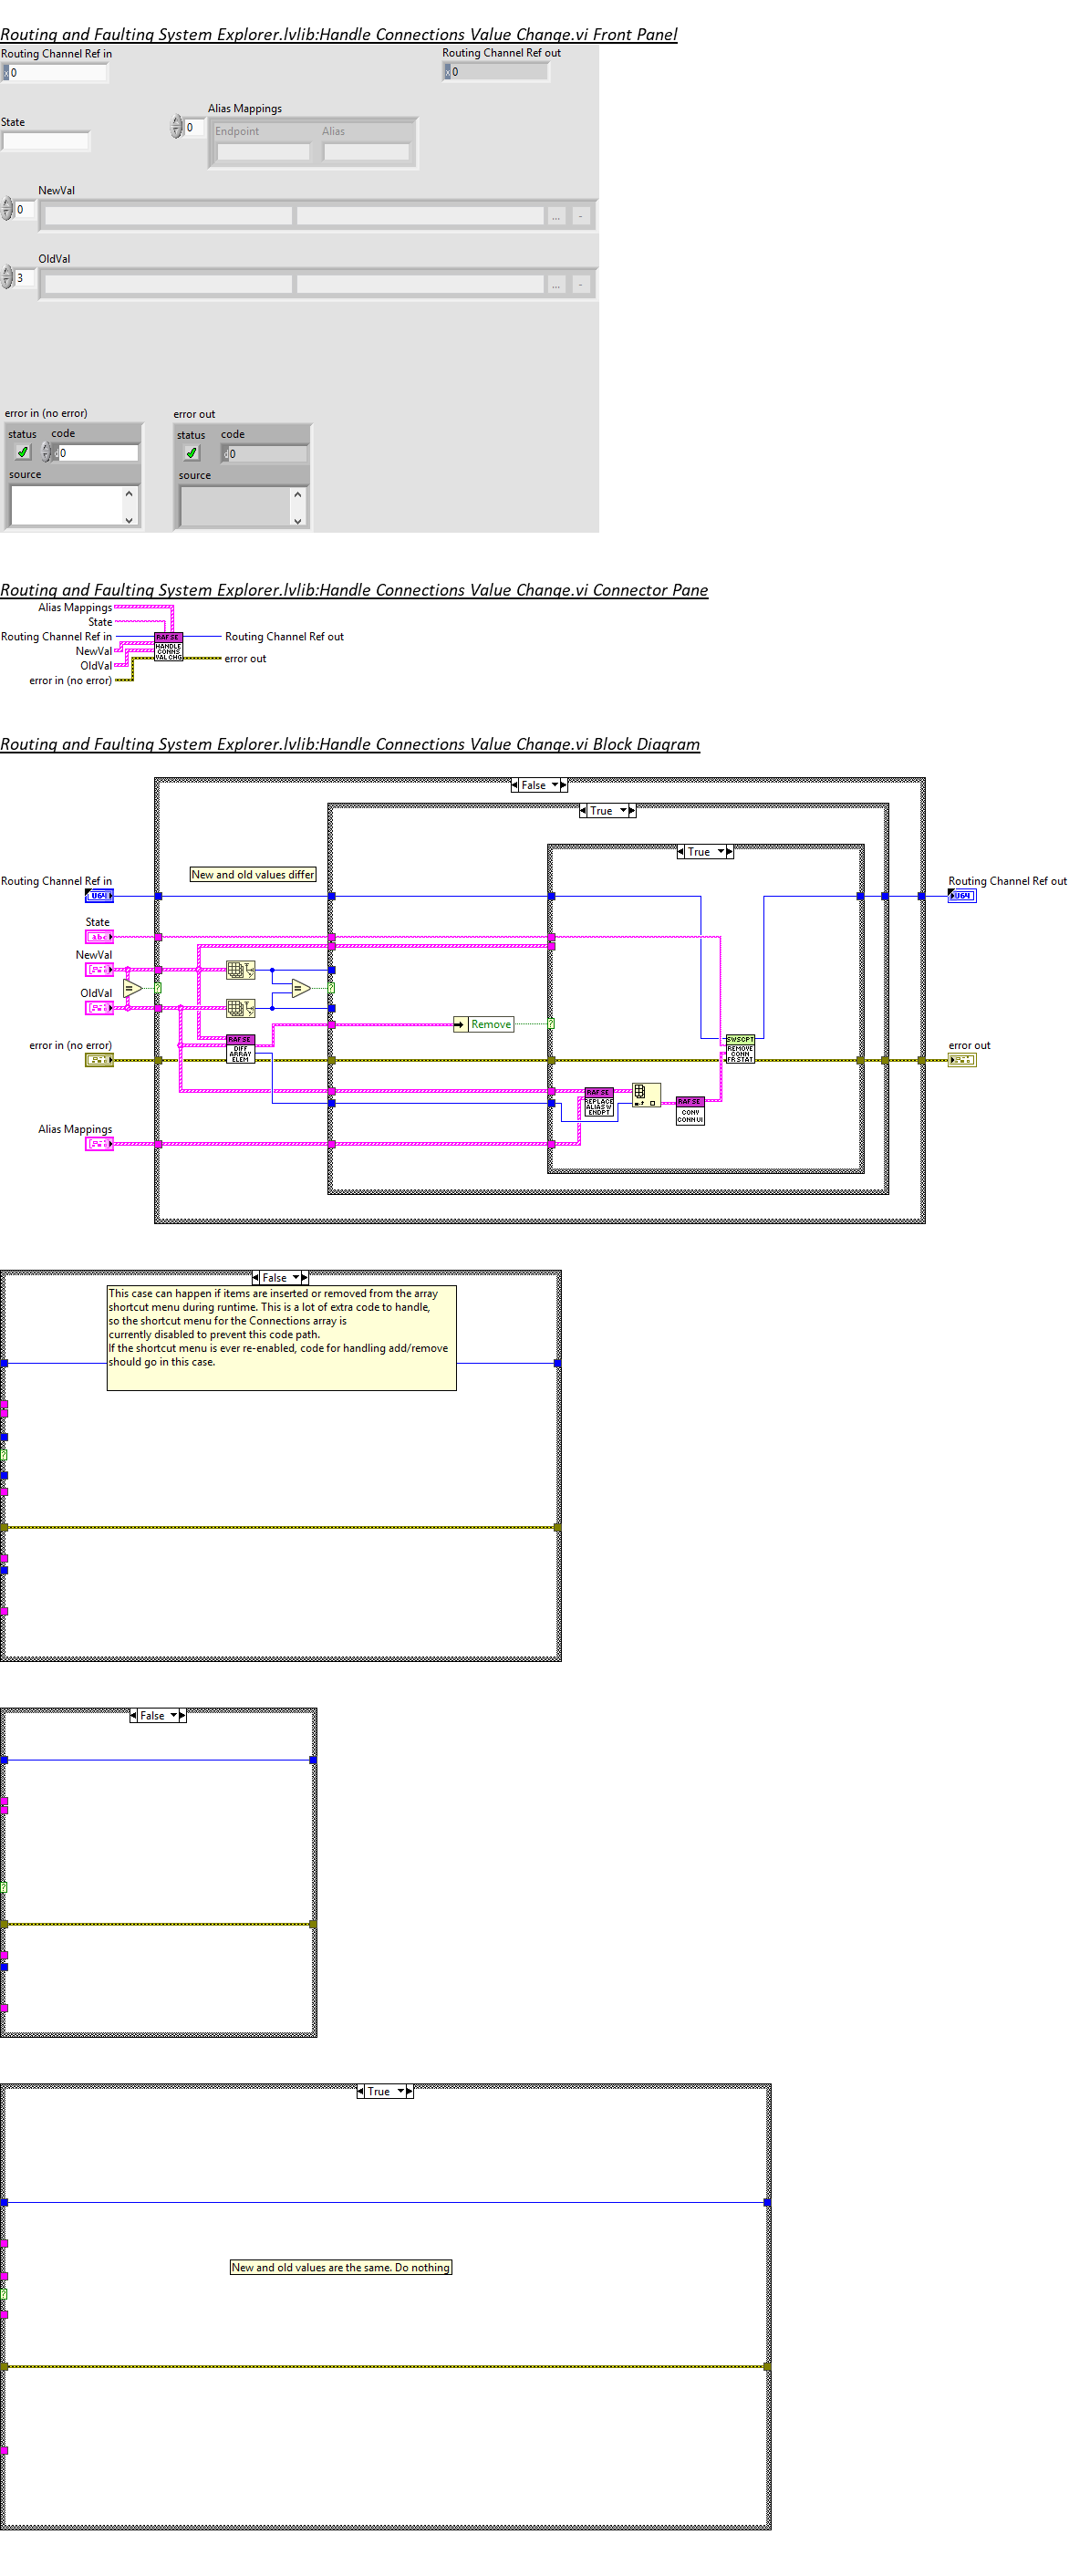 Routing and Faulting System Explorer.lvlib:Handle Connections Value Change.vi Front Panel
Routing Channel Ref in
Routing Channel Ref out
x 0
x 0
Alias Mappings
State
0
Endpoint
Alias
NewVal
0
...
-
OldVal
3
...
-
error in (no error)
error out
status
code
status
code
d 0
d 0
source
source
Routing and Faulting System Explorer.lvlib:Handle Connections Value Change.vi Connector Pane
Alias Mappings
State
Routing Channel Ref in
RAFSE
HANDLE
CONNS
VAL CHG
Routing Channel Ref out
NewVal
OldVal
error out
error in (no error)
Routing and Faulting System Explorer.lvlib:Handle Connections Value Change.vi Block Diagram
False
True
True
New and old values differ
Routing Channel Ref in
U64
Routing Channel Ref out
U64
State
abc
NewVal
=
=
?
?
OldVal
Remove
?
error in (no error)
RAFSE
DIFF
ARRAY
ELEM
SWSCPT
REMOVE
CONN
FR STAT
error out
RAFSE
REPLACE
ALIAS W
ENDPT
RAFSE
CONV
CONN UI
Alias Mappings
False
This case can happen if items are inserted or removed from the array
shortcut menu during runtime. This is a lot of extra code to handle,
so the shortcut menu for the Connections array is
currently disabled to prevent this code path.
If the shortcut menu is ever re-enabled, code for handling add/remove
should go in this case.
?
False
?
True
New and old values are the same. Do nothing
?